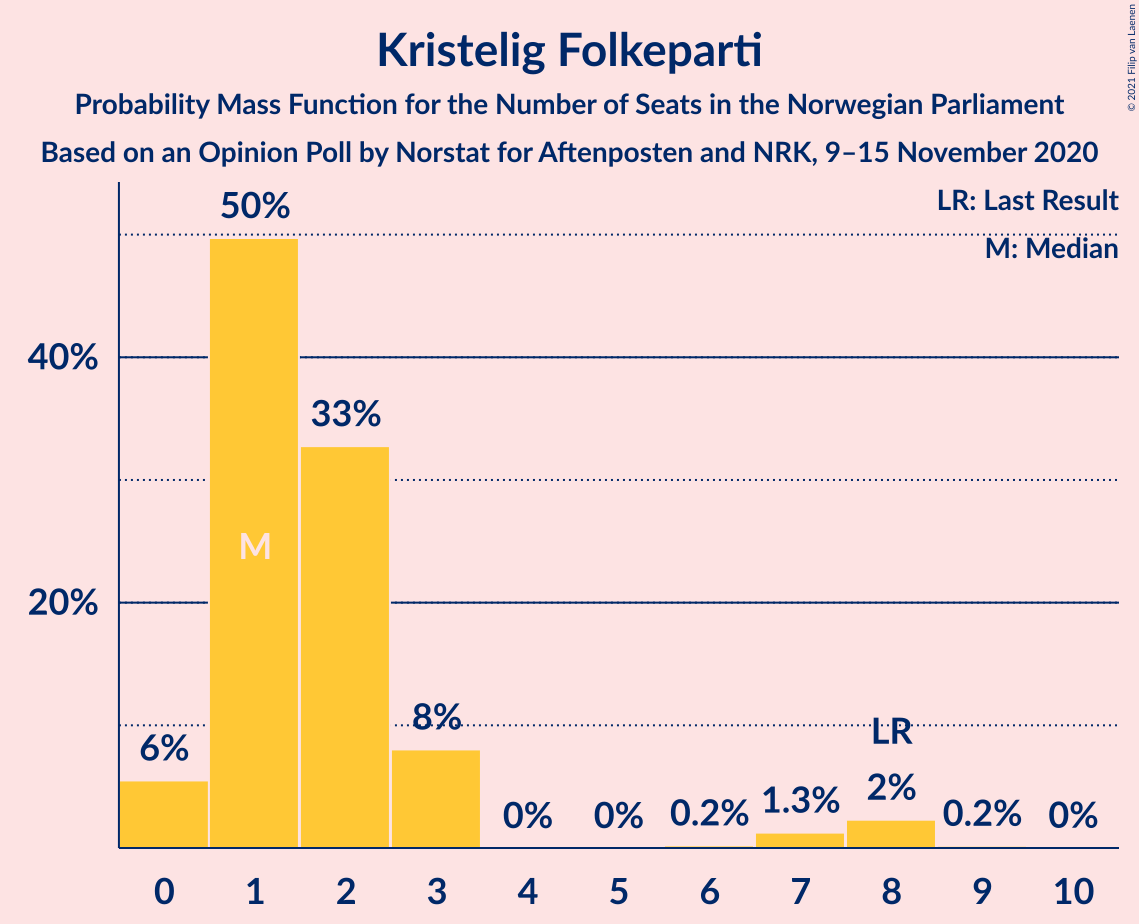 Kristelig Folkeparti
Probability Mass Function for the Number of Seats in the Norwegian Parliament
Based on an Opinion Poll by Norstat for Aftenposten and NRK, 9–15 November 2020
© 2021 Filip van Laenen
LR: Last Result
M: Median
50%
40%
33%
M
20%
8%
LR
6%
2%
1.3%
0% 0% 0.2% 0.2% 0%
0 1 2 3 4 5 6 7 8 9 10